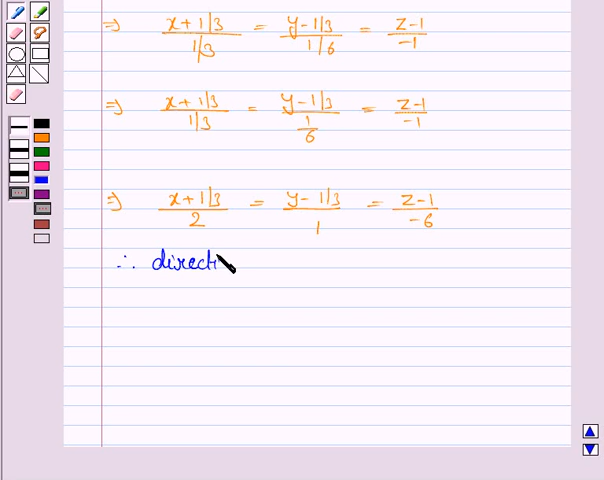 ⇒ x+1/3 / 1/3 = y-1/3 / 1/6 = z-1 / -1
⇒ x+1/3 / 1/3 = y-1/3 / 1/6 = z-1 / -1
⇒ x+1/3 / 2 = y-1/3 / 1 = z-1 / -6
∴ directi